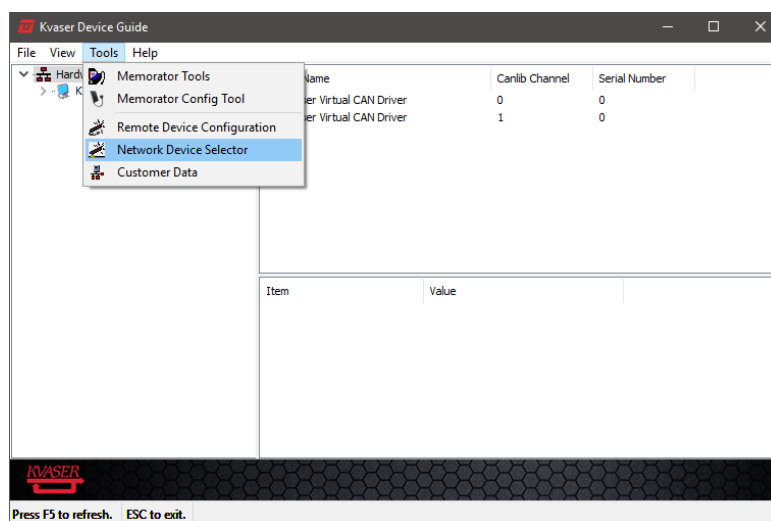 Kvaser Device Guide
File View Tools Help
Hardw
K
Memorator Tools
Memorator Config Tool
Remote Device Configuration
Network Device Selector
Customer Data
Name Canlib Channel Serial Number
er Virtual CAN Driver 0 0
er Virtual CAN Driver 1 0
Item Value
KVASER
Press F5 to refresh. ESC to exit.